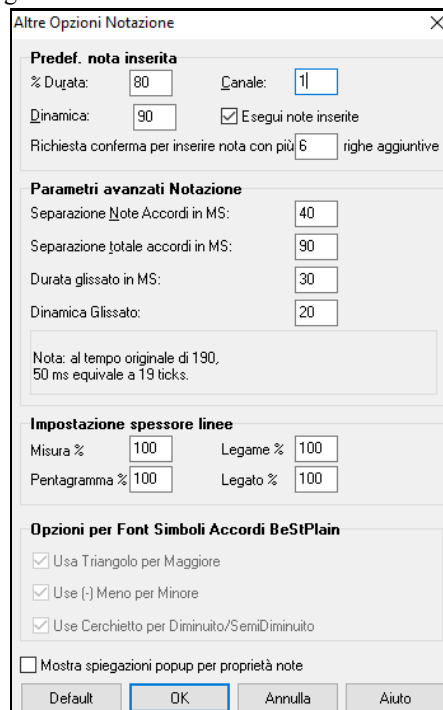 Altre Opzioni Notazione
Predef. nota inserita
% Durata: 80 Canale: 1
Dinamica: 90 Esegui note inserite
Richiesta conferma per inserire nota con più 6 righe aggiuntive
Parametri avanzati Notazione
Separazione Note Accordi in MS: 40
Separazione totale accordi in MS: 90
Durata glissato in MS: 30
Dinamica Glissato: 20
Nota: al tempo originale di 190,
50 ms equivale a 19 ticks.
Impostazione spessore linee
Misura % 100 Legame % 100
Pentagramma % 100 Legato % 100
Opzioni per Font Simboli Accordi BeStPlain
Usa Triangolo per Maggiore
Use (-) Meno per Minore
Use Cerchietto per Diminuito/SemiDiminuito
Mostra spiegazioni popup per proprietà note
Default OK Annulla Aiuto